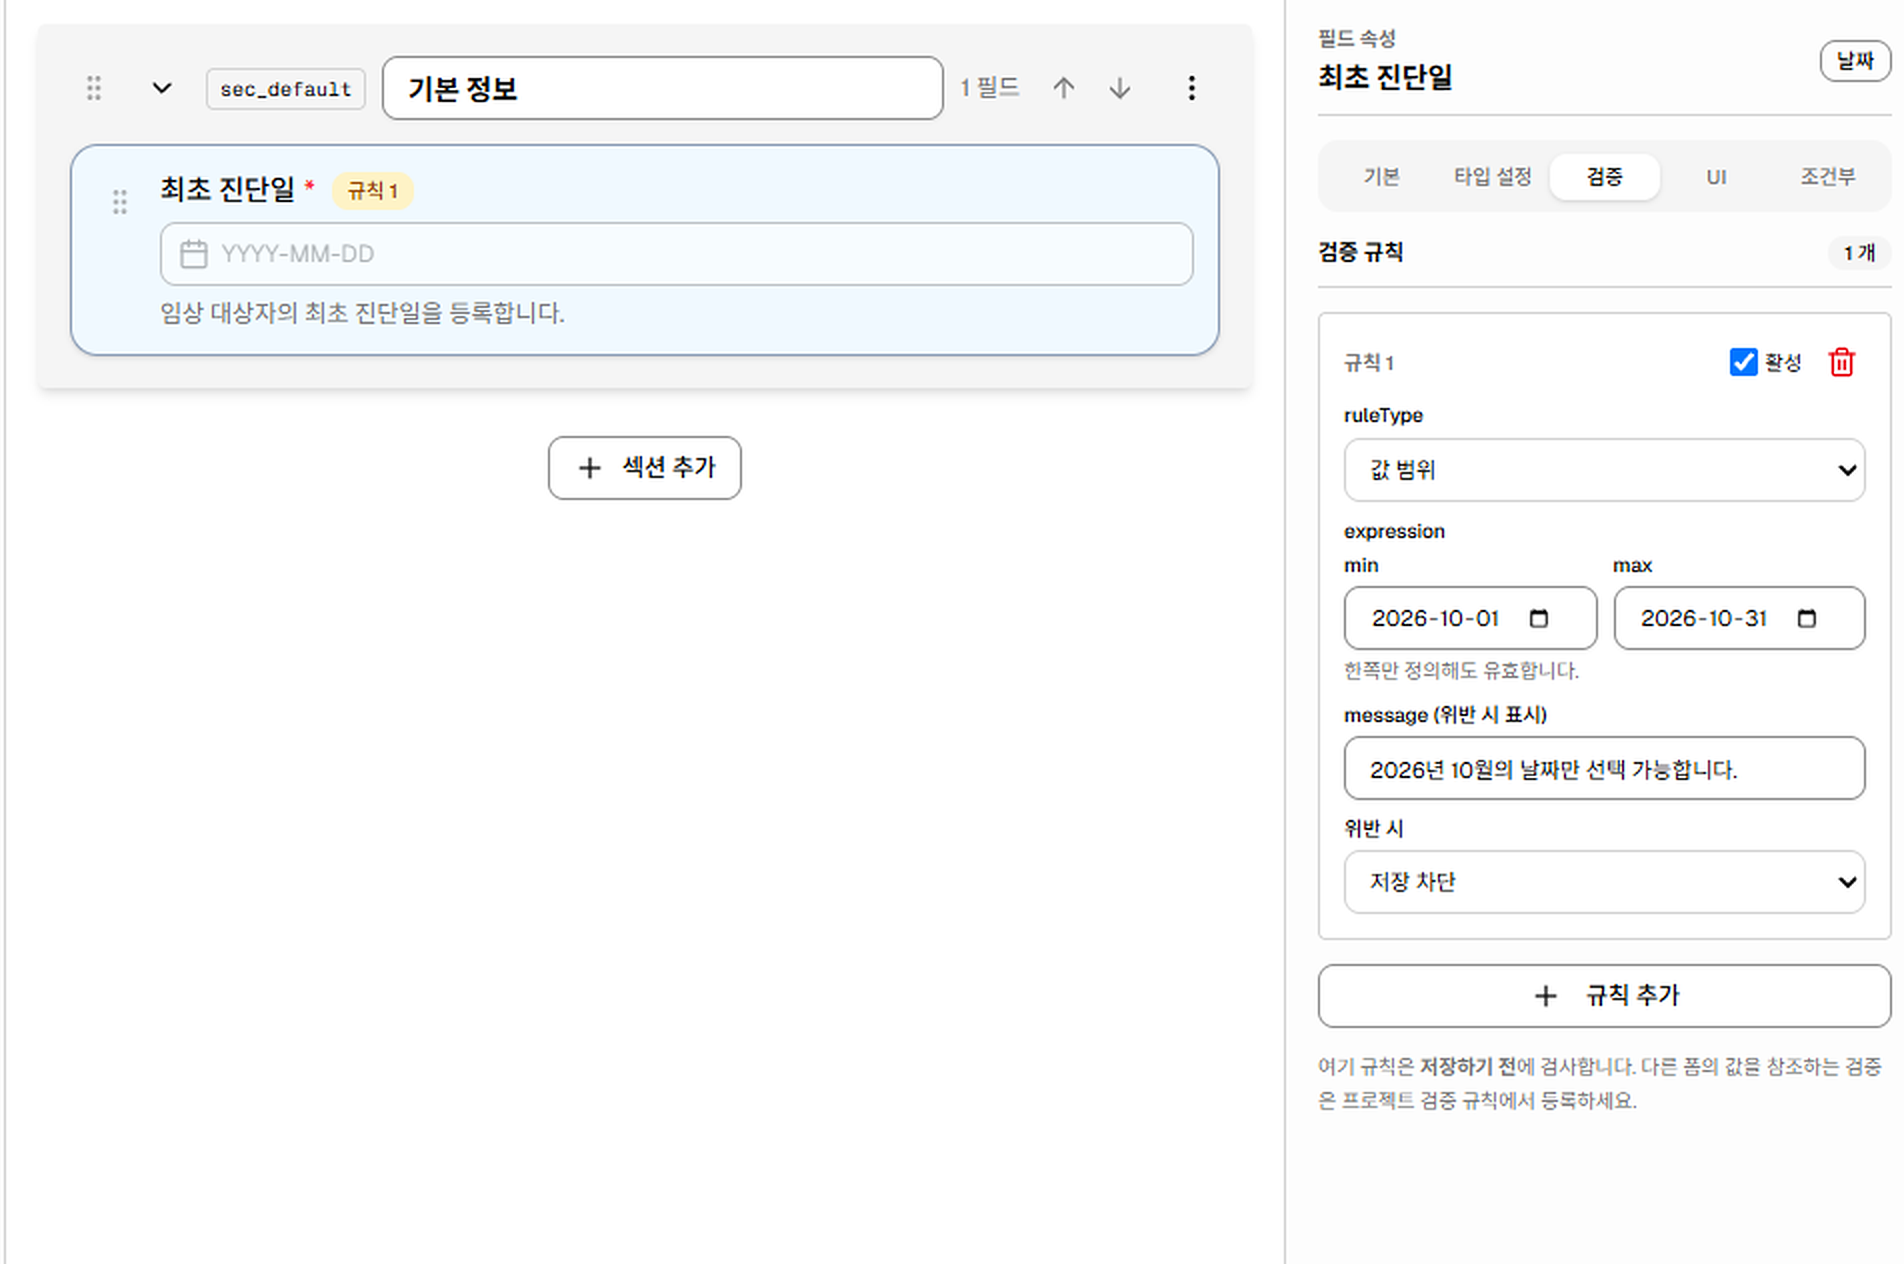 sec_default
기본 정보
1 필드
최초 진단일 *
규칙 1
YYYY-MM-DD
임상 대상자의 최초 진단일을 등록합니다.
섹션 추가
필드 속성
최초 진단일
날짜
기본
타입 설정
검증
UI
조건부
검증 규칙
1 개
규칙 1
활성
ruleType
값 범위
expression
min
max
2026-10-01
2026-10-31
한쪽만 정의해도 유효합니다.
message (위반 시 표시)
2026년 10월의 날짜만 선택 가능합니다.
위반 시
저장 차단
규칙 추가
여기 규칙은 저장하기 전에 검사합니다. 다른 폼의 값을 참조하는 검증
은 프로젝트 검증 규칙에서 등록하세요.